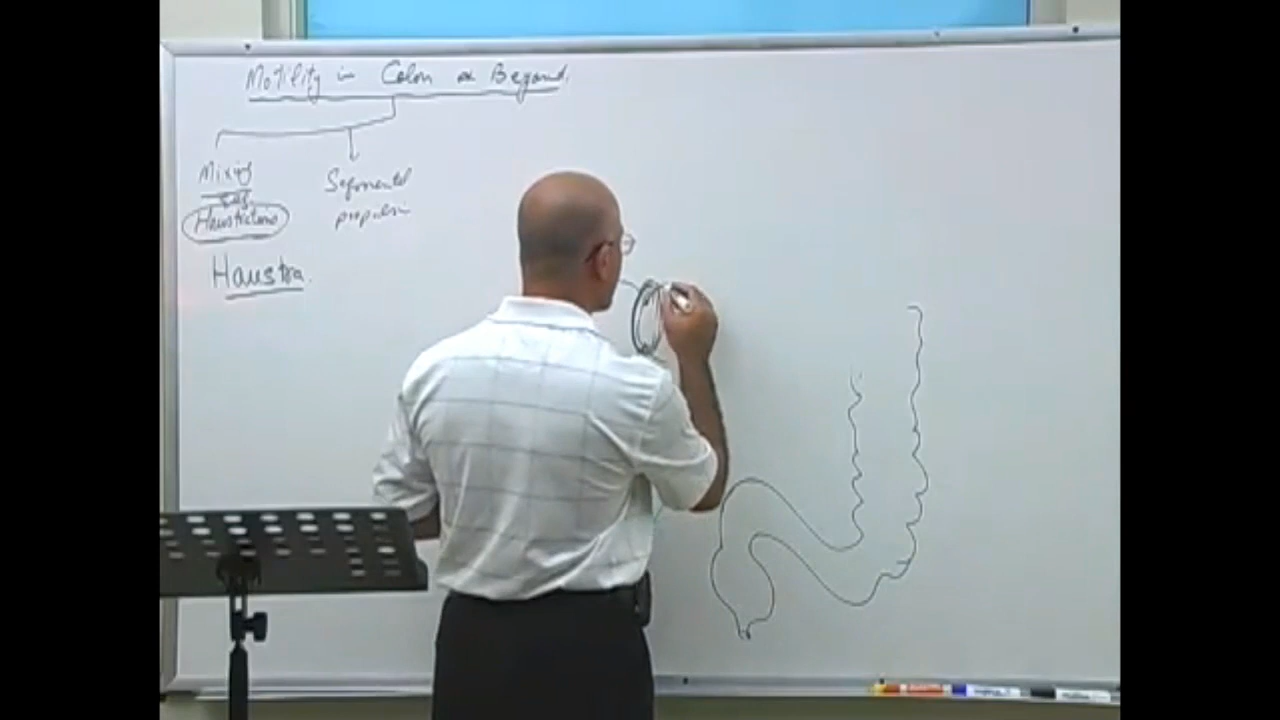 Motility in Colon & Beyond.
Mixing
Haustrations
Segmental
propulsion
Haustra.